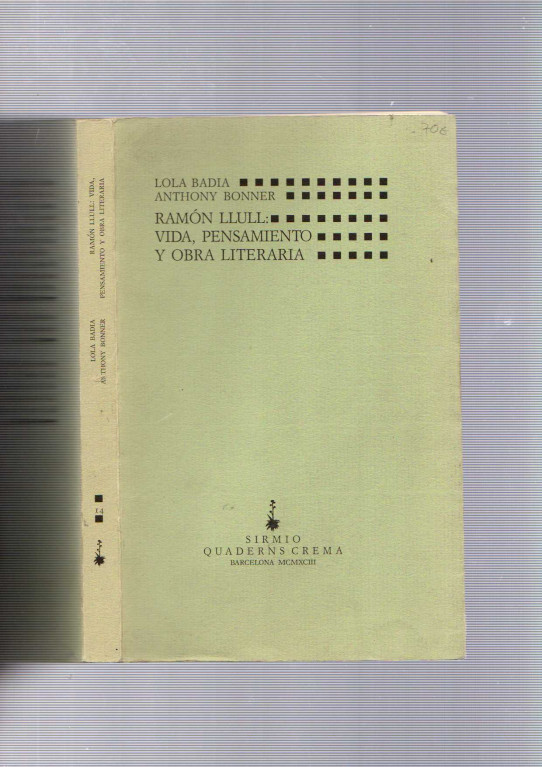 70€
LOLA BADIA
ANTHONY BONNER
RAMÓN LLULL:
VIDA, PENSAMIENTO
Y OBRA LITERARIA
SIRMIO
QUADERNS CREMA
BARCELONA MCMXCIII
RAMÓN LLULL: VIDA,
PENSAMIENTO Y OBRA LITERARIA
LOLA BADIA
ANTHONY BONNER
14